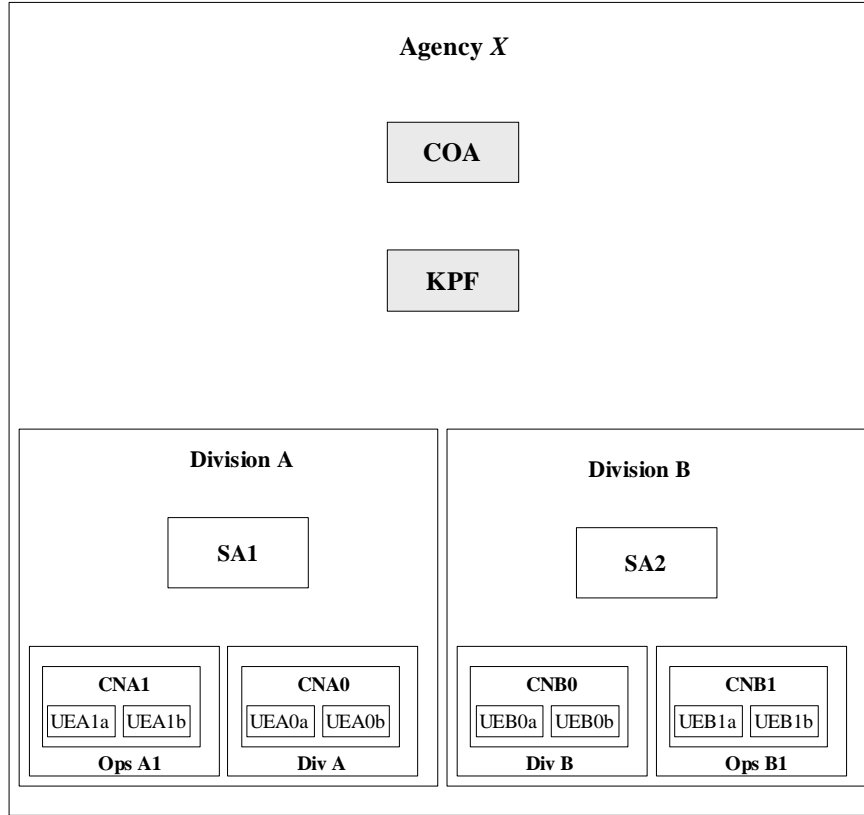 Agency X
COA
KPF
Division A
SA1
CNA1
UEA1a UEA1b
Ops A1
CNA0
UEA0a UEA0b
Div A
Division B
SA2
CNB0
UEB0a UEB0b
Div B
CNB1
UEB1a UEB1b
Ops B1